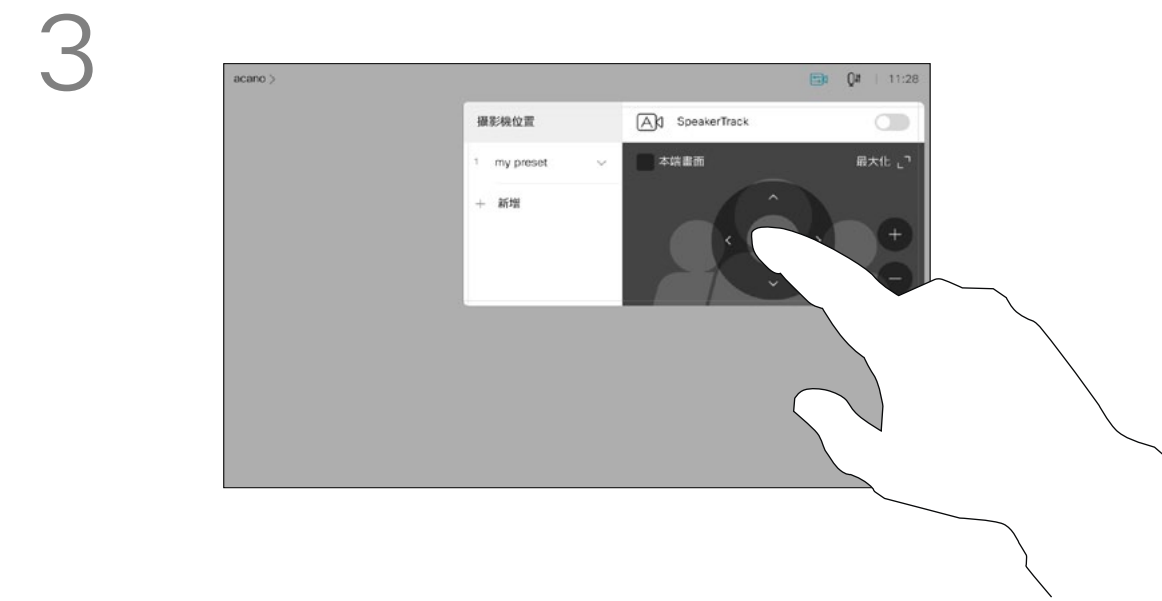 3
acano >
11:28
攝影機位置
SpeakerTrack
1 my preset
本端畫面
最大化
+ 新增